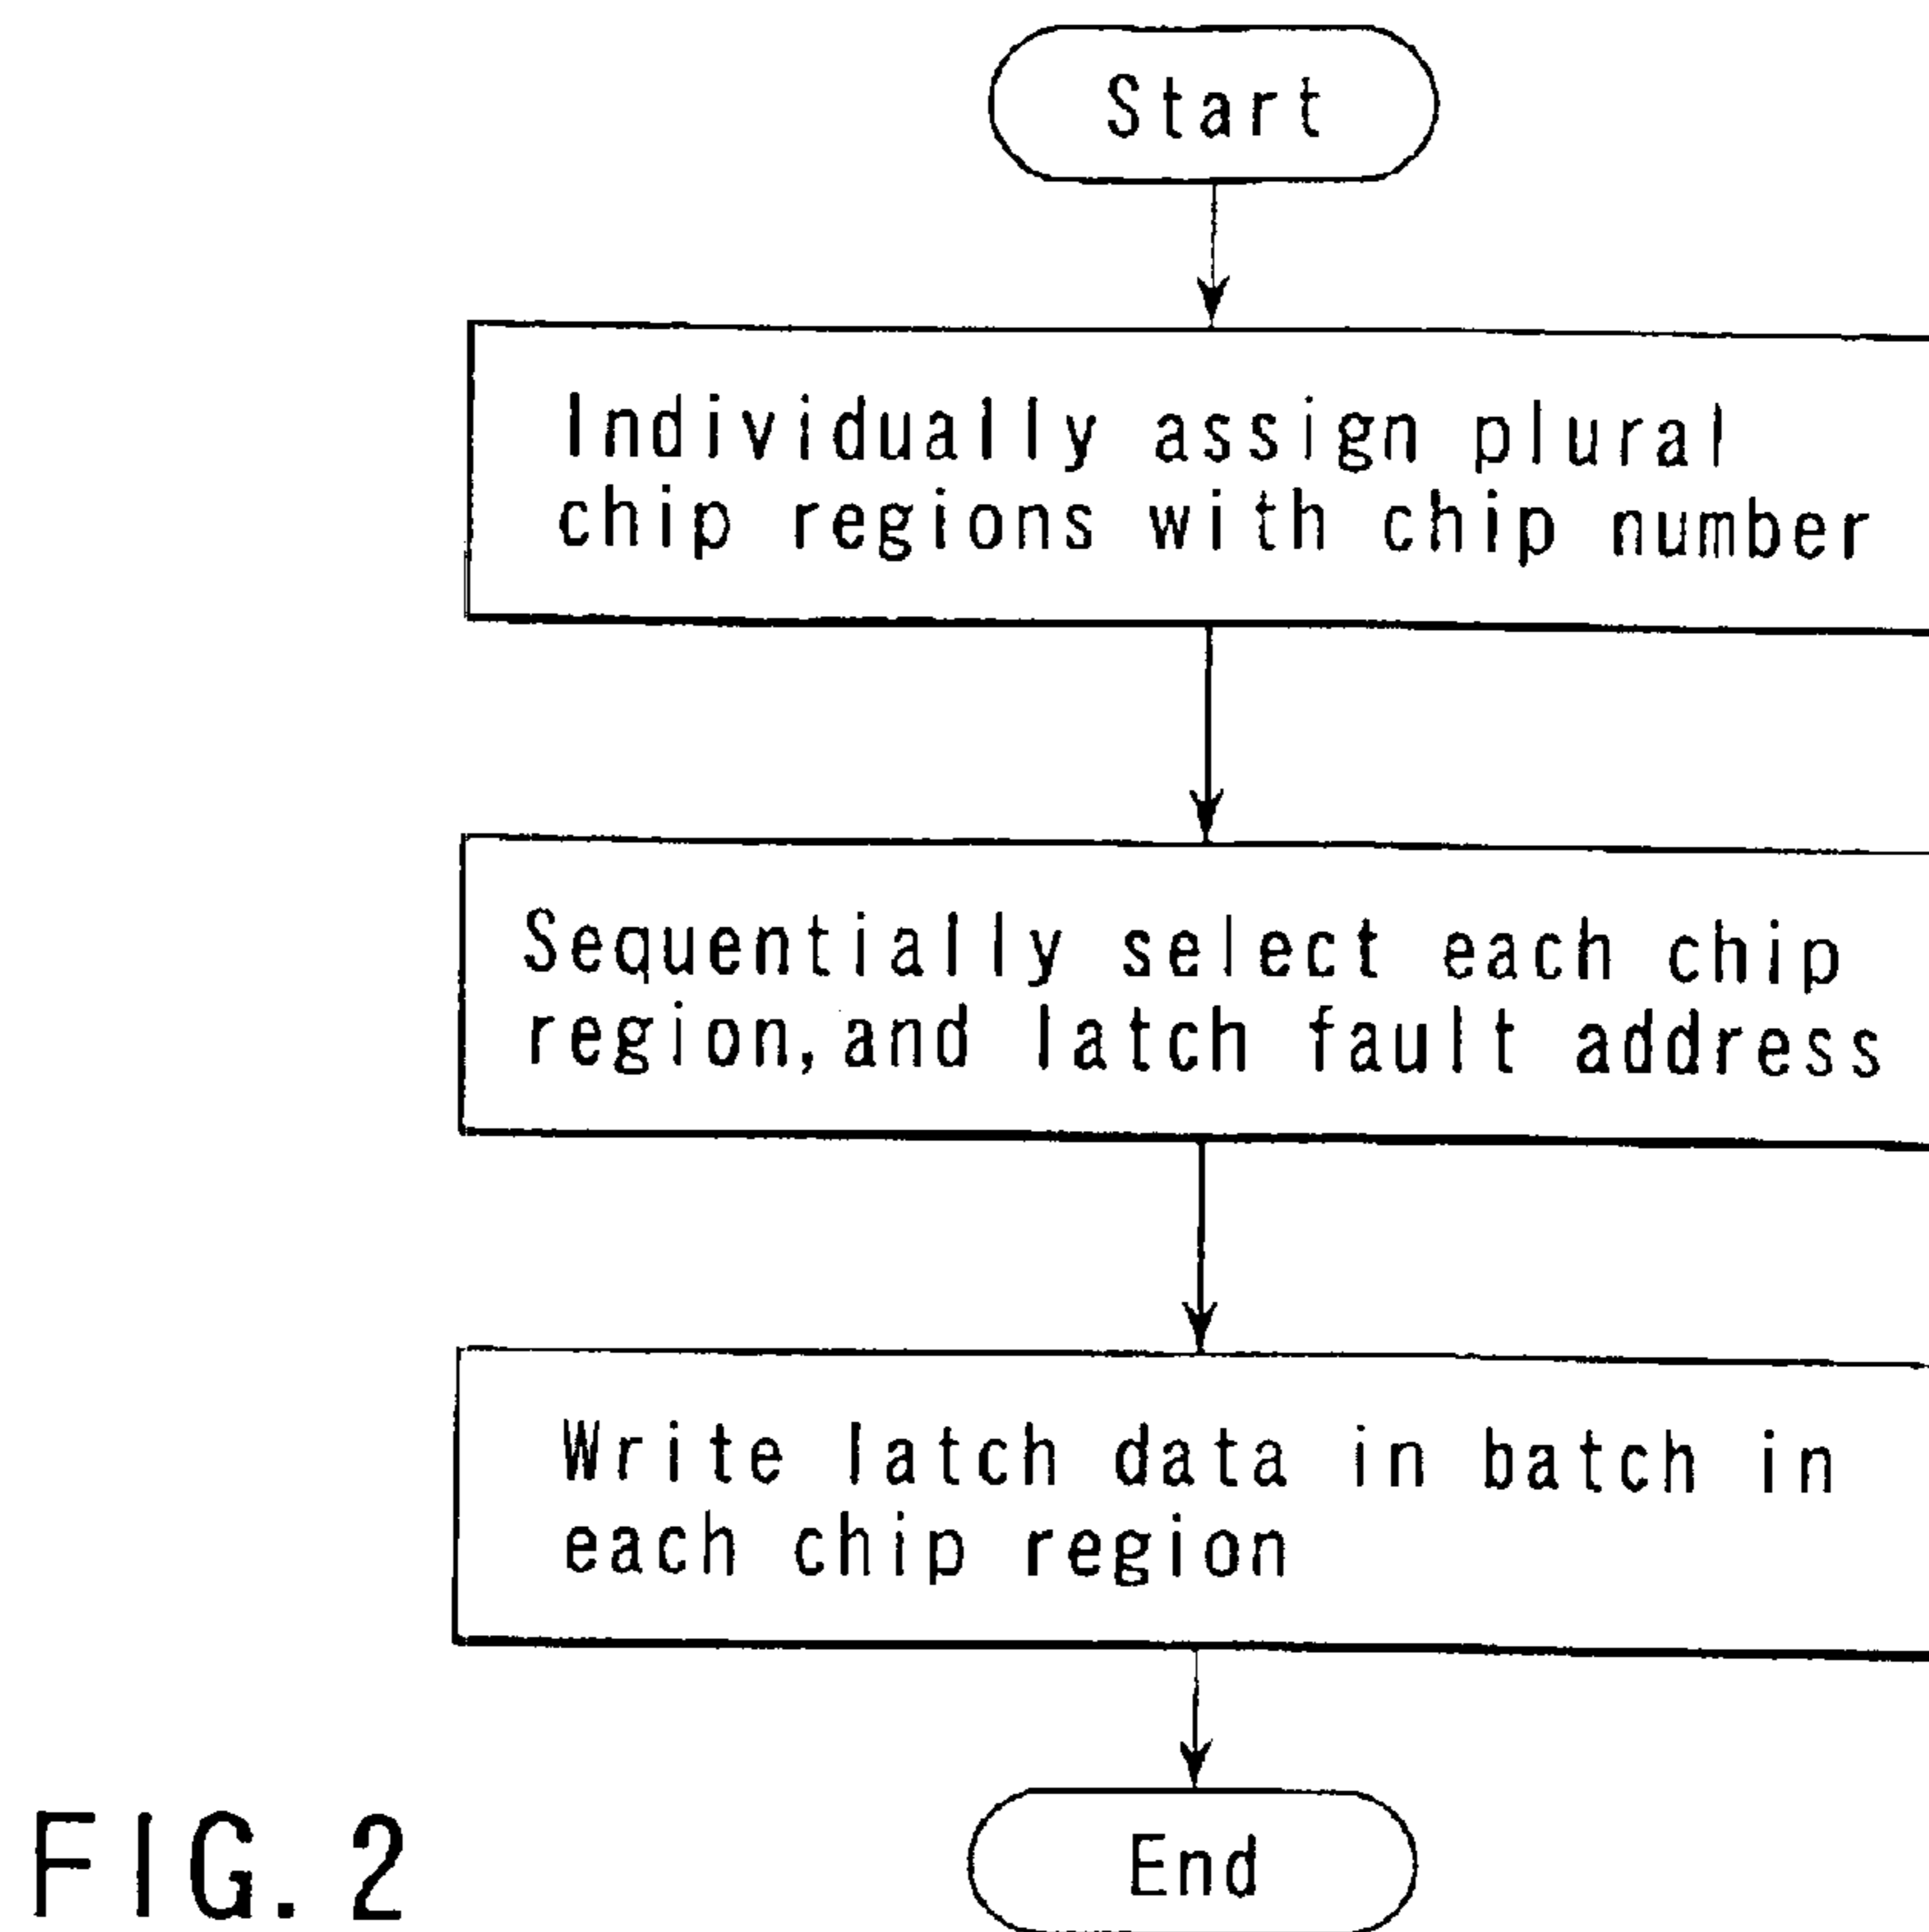 Start
Individually assign plural
chip regions with chip number
Sequentially select each chip
region,and latch fault address
Write latch data in batch in
each chip region
End
FIG. 2